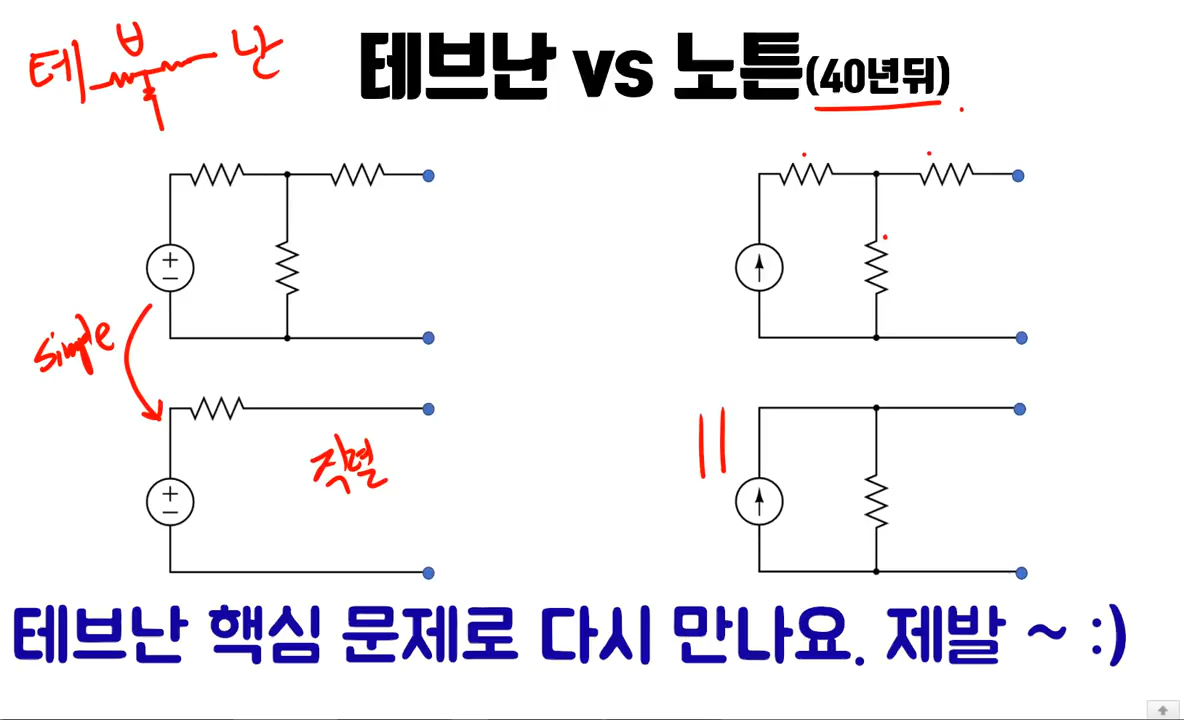 테브난
테브난 vs 노튼(40년뒤)
+
−
+
−
simple
직렬
테브난 핵심 문제로 다시 만나요. 제발 ~ :)